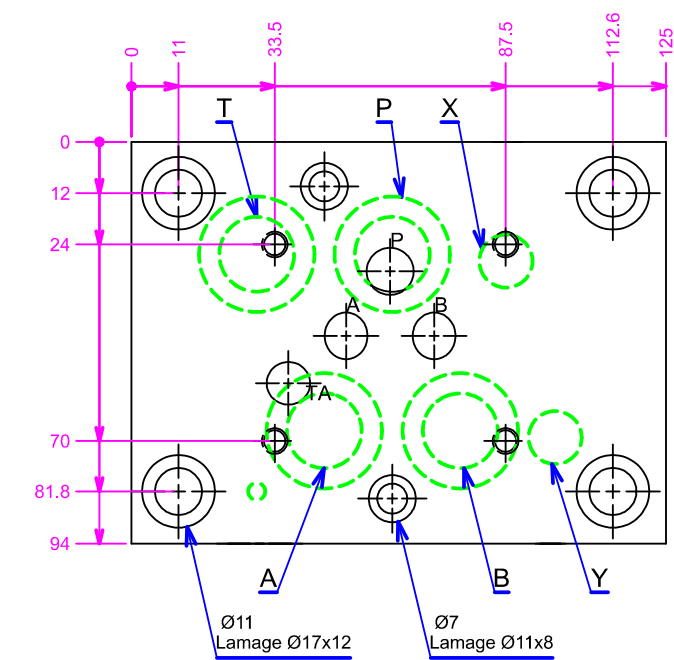 0
11
33.5
87.5
112.6
125
T
P
X
0
12
24
P
A
B
TA
70
81.8
94
A
B
Y
Ø11
Lamage Ø17x12
Ø7
Lamage Ø11x8